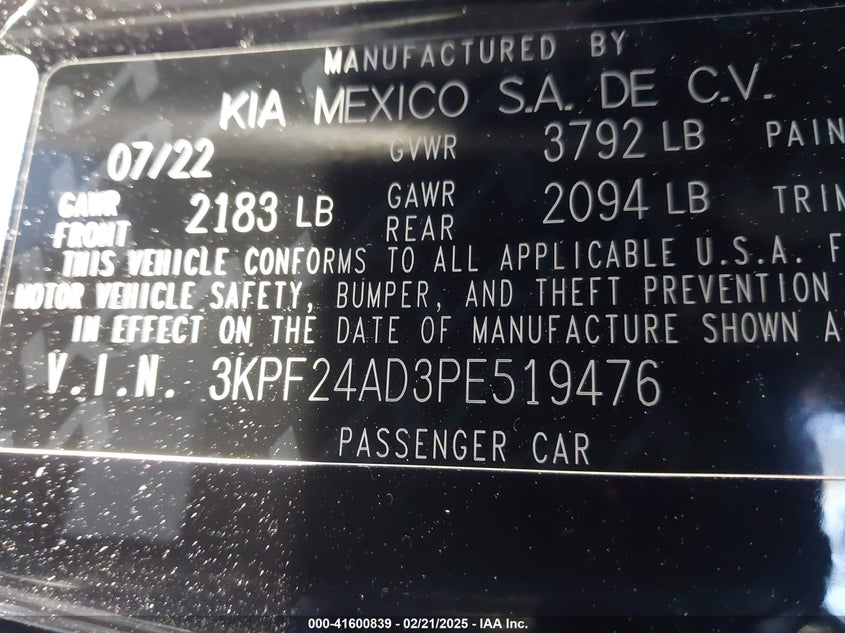 MANUFACTURED BY
KIA MEXICO S.A. DE C.V.
07/22 GVWR 3792 LB
GAWR FRONT 2183 LB GAWR REAR 2094 LB
THIS VEHICLE CONFORMS TO ALL APPLICABLE U.S.A.
MOTOR VEHICLE SAFETY, BUMPER, AND THEFT PREVENTION
IN EFFECT ON THE DATE OF MANUFACTURE SHOWN
V.I.N. 3KPF24AD3PE519476
PASSENGER CAR
000-41600839 - 02/21/2025 - IAA Inc.